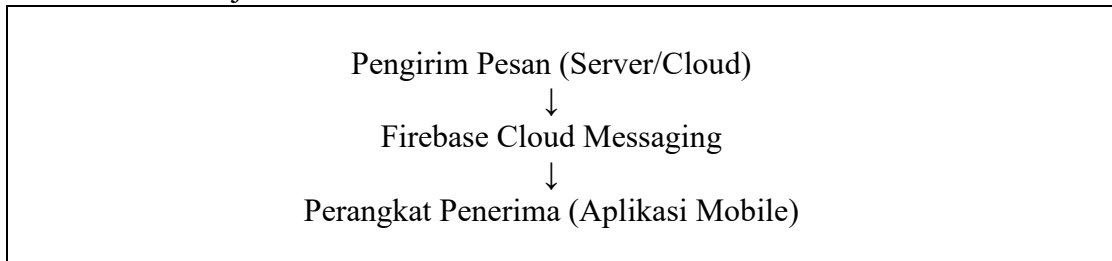 Pengirim Pesan (Server/Cloud)
↓
Firebase Cloud Messaging
↓
Perangkat Penerima (Aplikasi Mobile)